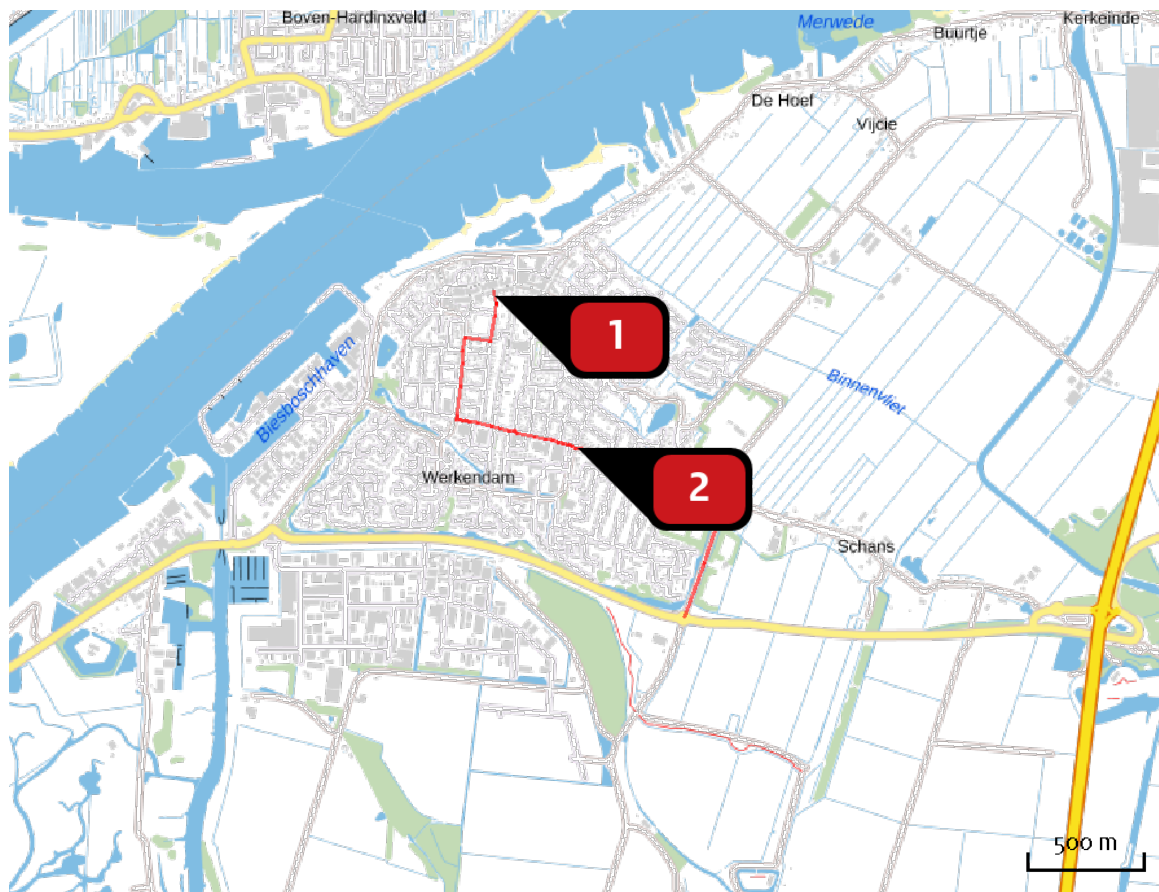 Boven-Hardinxveld
Merwede
Kerkeinde
Buurtje
De Hoef
Vijcie
1
Biesboschhaven
Binnenvliet
Werkendam
2
Schans
500 m